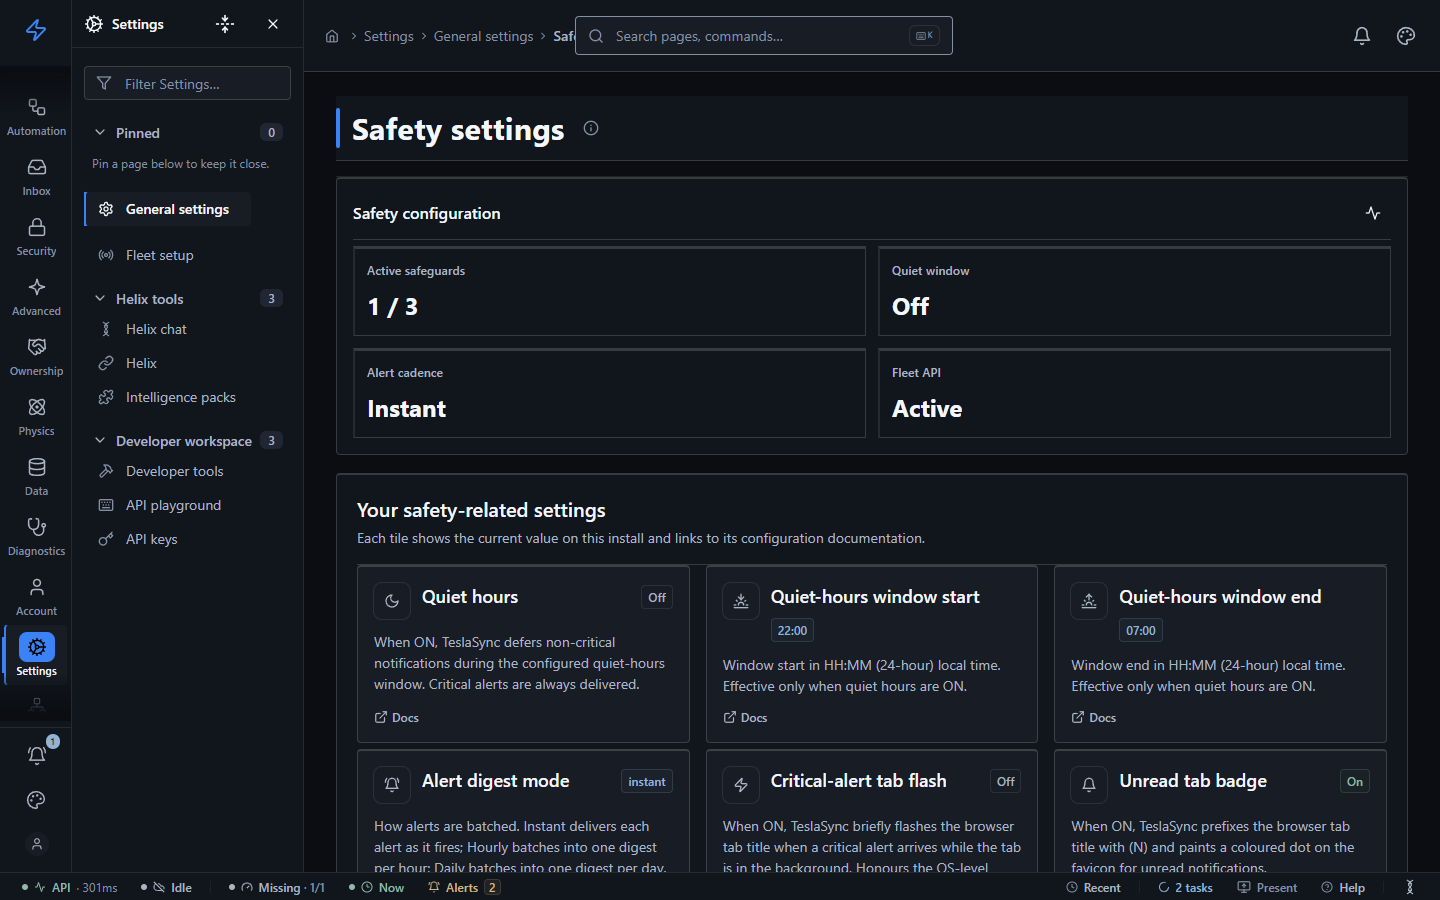 Settings
Filter Settings...
Pinned
0
Pin a page below to keep it close.
General settings
Fleet setup
Helix tools
3
Helix chat
Helix
Intelligence packs
Developer workspace
3
Developer tools
API playground
API keys
Automation
Inbox
Security
Advanced
Ownership
Physics
Data
Diagnostics
Account
Settings
1
Settings
General settings
Search pages, commands...
K
Safety settings
Safety configuration
Active safeguards
1 / 3
Quiet window
Off
Alert cadence
Instant
Fleet API
Active
Your safety-related settings
Each tile shows the current value on this install and links to its configuration documentation.
Quiet hours
Off
When ON, TeslaSync defers non-critical
notifications during the configured quiet-hours
window. Critical alerts are always delivered.
Docs
Quiet-hours window start
22:00
Window start in HH:MM (24-hour) local time.
Effective only when quiet hours are ON.
Docs
Quiet-hours window end
07:00
Window end in HH:MM (24-hour) local time.
Effective only when quiet hours are ON.
Docs
Alert digest mode
instant
How alerts are batched. Instant delivers each
alert as it fires; Hourly batches into one digest
per hour; Daily batches into one digest per day.
Critical-alert tab flash
Off
When ON, TeslaSync briefly flashes the browser
tab title when a critical alert arrives while the tab
is in the background. Honours the OS-level
Unread tab badge
On
When ON, TeslaSync prefixes the browser tab
title with (N) and paints a coloured dot on the
favicon for unread notifications.
API · 301ms
Idle
Missing · 1/1
Now
Alerts 2
Recent
2 tasks
Present
Help